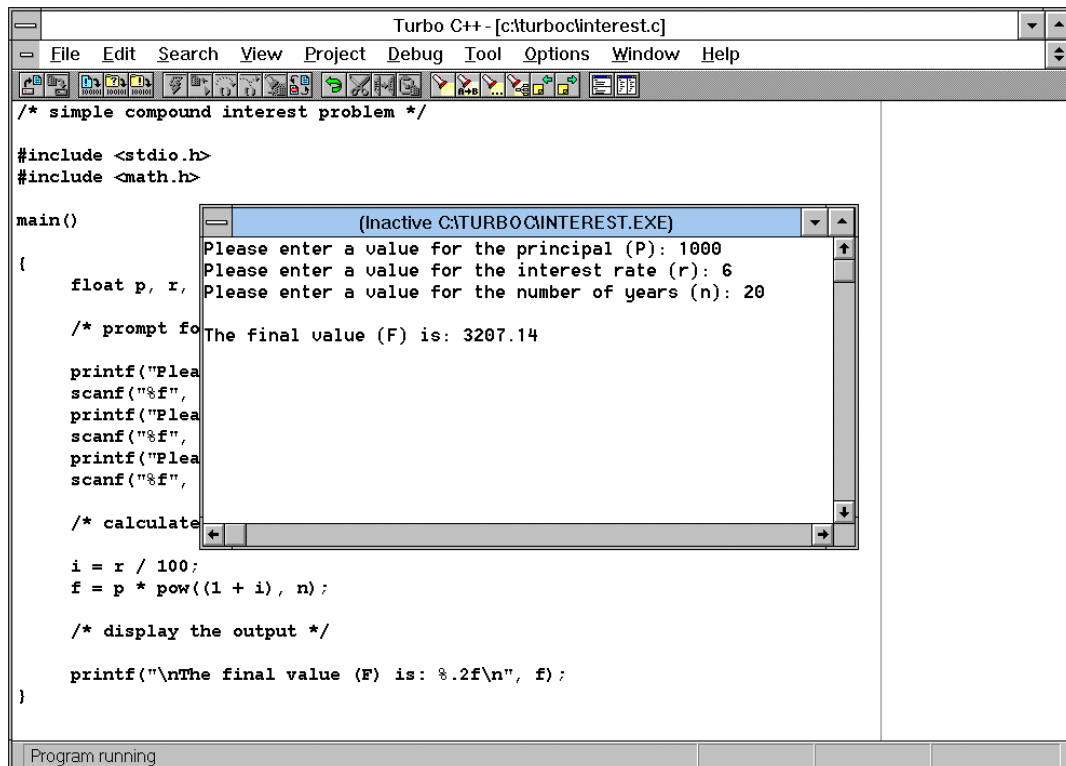 Turbo C++ - [c:\turboc\interest.c]
File Edit Search View Project Debug Tool Options Window Help
/* simple compound interest problem */
#include <stdio.h>
#include <math.h>
main()
{
float p, r,
/* prompt fo
printf("Plea
scanf("%f",
printf("Plea
scanf("%f",
printf("Plea
scanf("%f",
/* calculate
i = r / 100;
f = p * pow((1 + i), n);
/* display the output */
printf("\nThe final value (F) is: %.2f\n", f);
}
(Inactive C:\TURBOC\INTEREST.EXE)
Please enter a value for the principal (P): 1000
Please enter a value for the interest rate (r): 6
Please enter a value for the number of years (n): 20
The final value (F) is: 3207.14
Program running